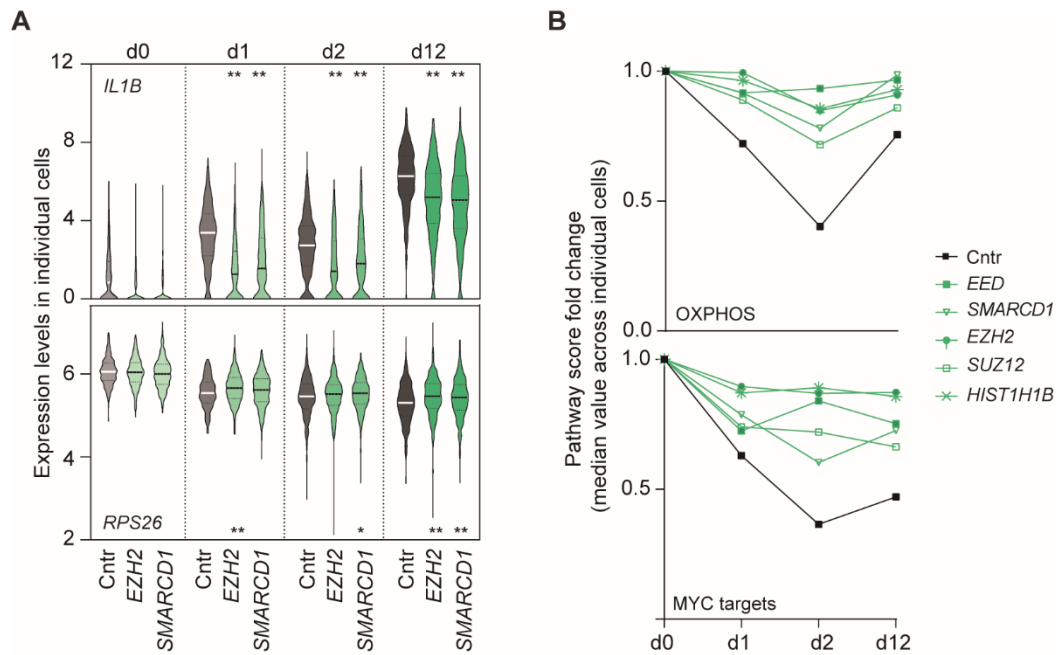 A
d0 d1 d2 d12
12
8
4
0
IL1B
** ** ** ** ** **
Expression levels in individual cells
6
4
2
RPS26
** * ** **
Cntr EZH2 SMARCD1 Cntr EZH2 SMARCD1 Cntr EZH2 SMARCD1 Cntr EZH2 SMARCD1
B
1.0
0.5
0.0
OXPHOS
Pathway score fold change
(median value across individual cells)
1.0
0.5
MYC targets
d0 d1 d2 d12
Cntr
EED
SMARCD1
EZH2
SUZ12
HIST1H1B